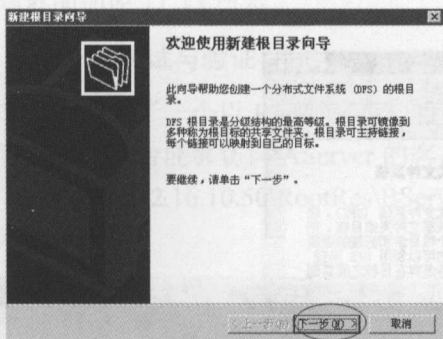 新建根目录向导
欢迎使用新建根目录向导
此向导帮助您创建一个分布式文件系统 (DFS) 的根目
录。
DFS 根目录是分级结构的最高等级。根目录可镜像到
多种称为根目标的共享文件夹。根目录可主持链接，
每个链接可以映射到自己的目标。
要继续，请单击“下一步”。
< 上一步(B)
下一步(N) >
取消